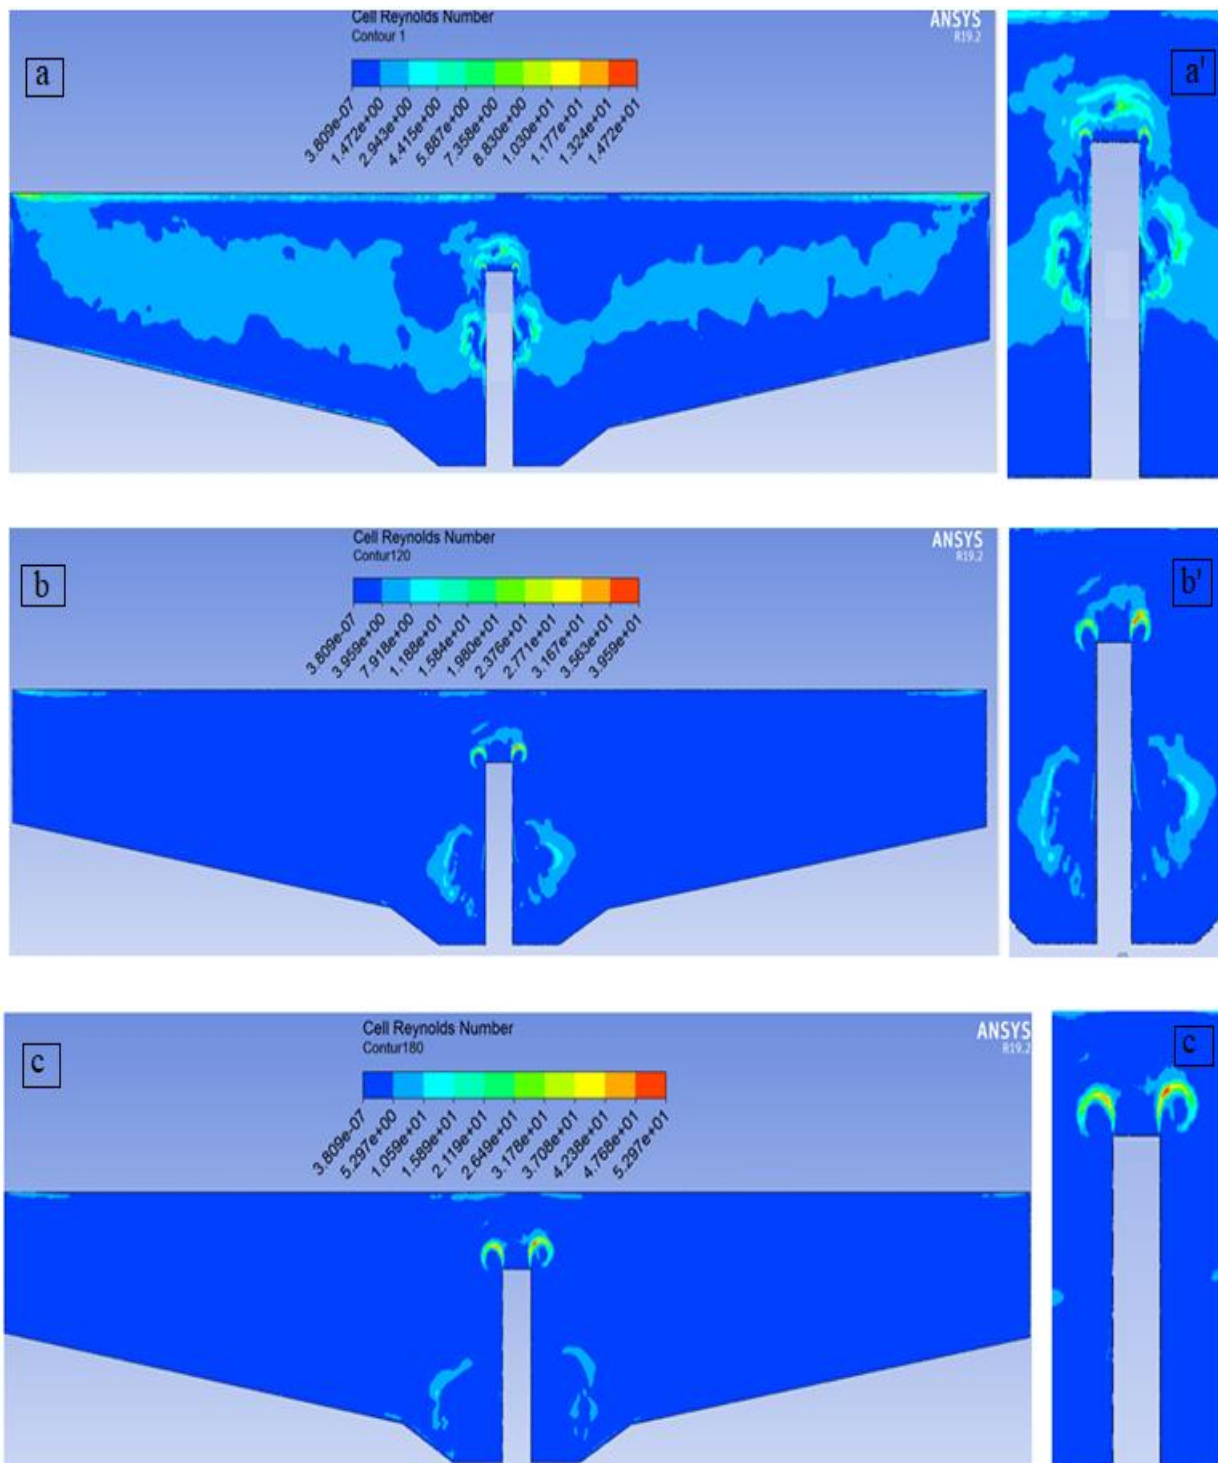 Cell Reynolds Number
Contour 1
ANSYS
R19.2
a
a'
3.809e-07
1.472e+00
2.943e+00
4.415e+00
5.887e+00
7.358e+00
8.830e+00
1.030e+01
1.177e+01
1.324e+01
1.472e+01
Cell Reynolds Number
Contur120
ANSYS
R19.2
b
b'
3.809e-07
3.959e+00
7.918e+00
1.188e+01
1.584e+01
1.980e+01
2.376e+01
2.771e+01
3.167e+01
3.563e+01
3.959e+01
Cell Reynolds Number
Contur180
ANSYS
R19.2
c
c
3.809e-07
5.297e+00
1.059e+01
1.589e+01
2.119e+01
2.649e+01
3.178e+01
3.708e+01
4.238e+01
4.768e+01
5.297e+01